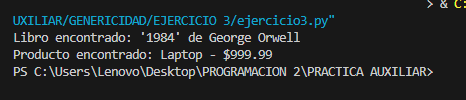 > & C:
UXILIAR/GENERICIDAD/EJERCICIO 3/ejercicio3.py"
Libro encontrado: '1984' de George Orwell
Producto encontrado: Laptop - $999.99
PS C:\Users\Lenovo\Desktop\PROGRAMACION 2\PRACTICA AUXILIAR>